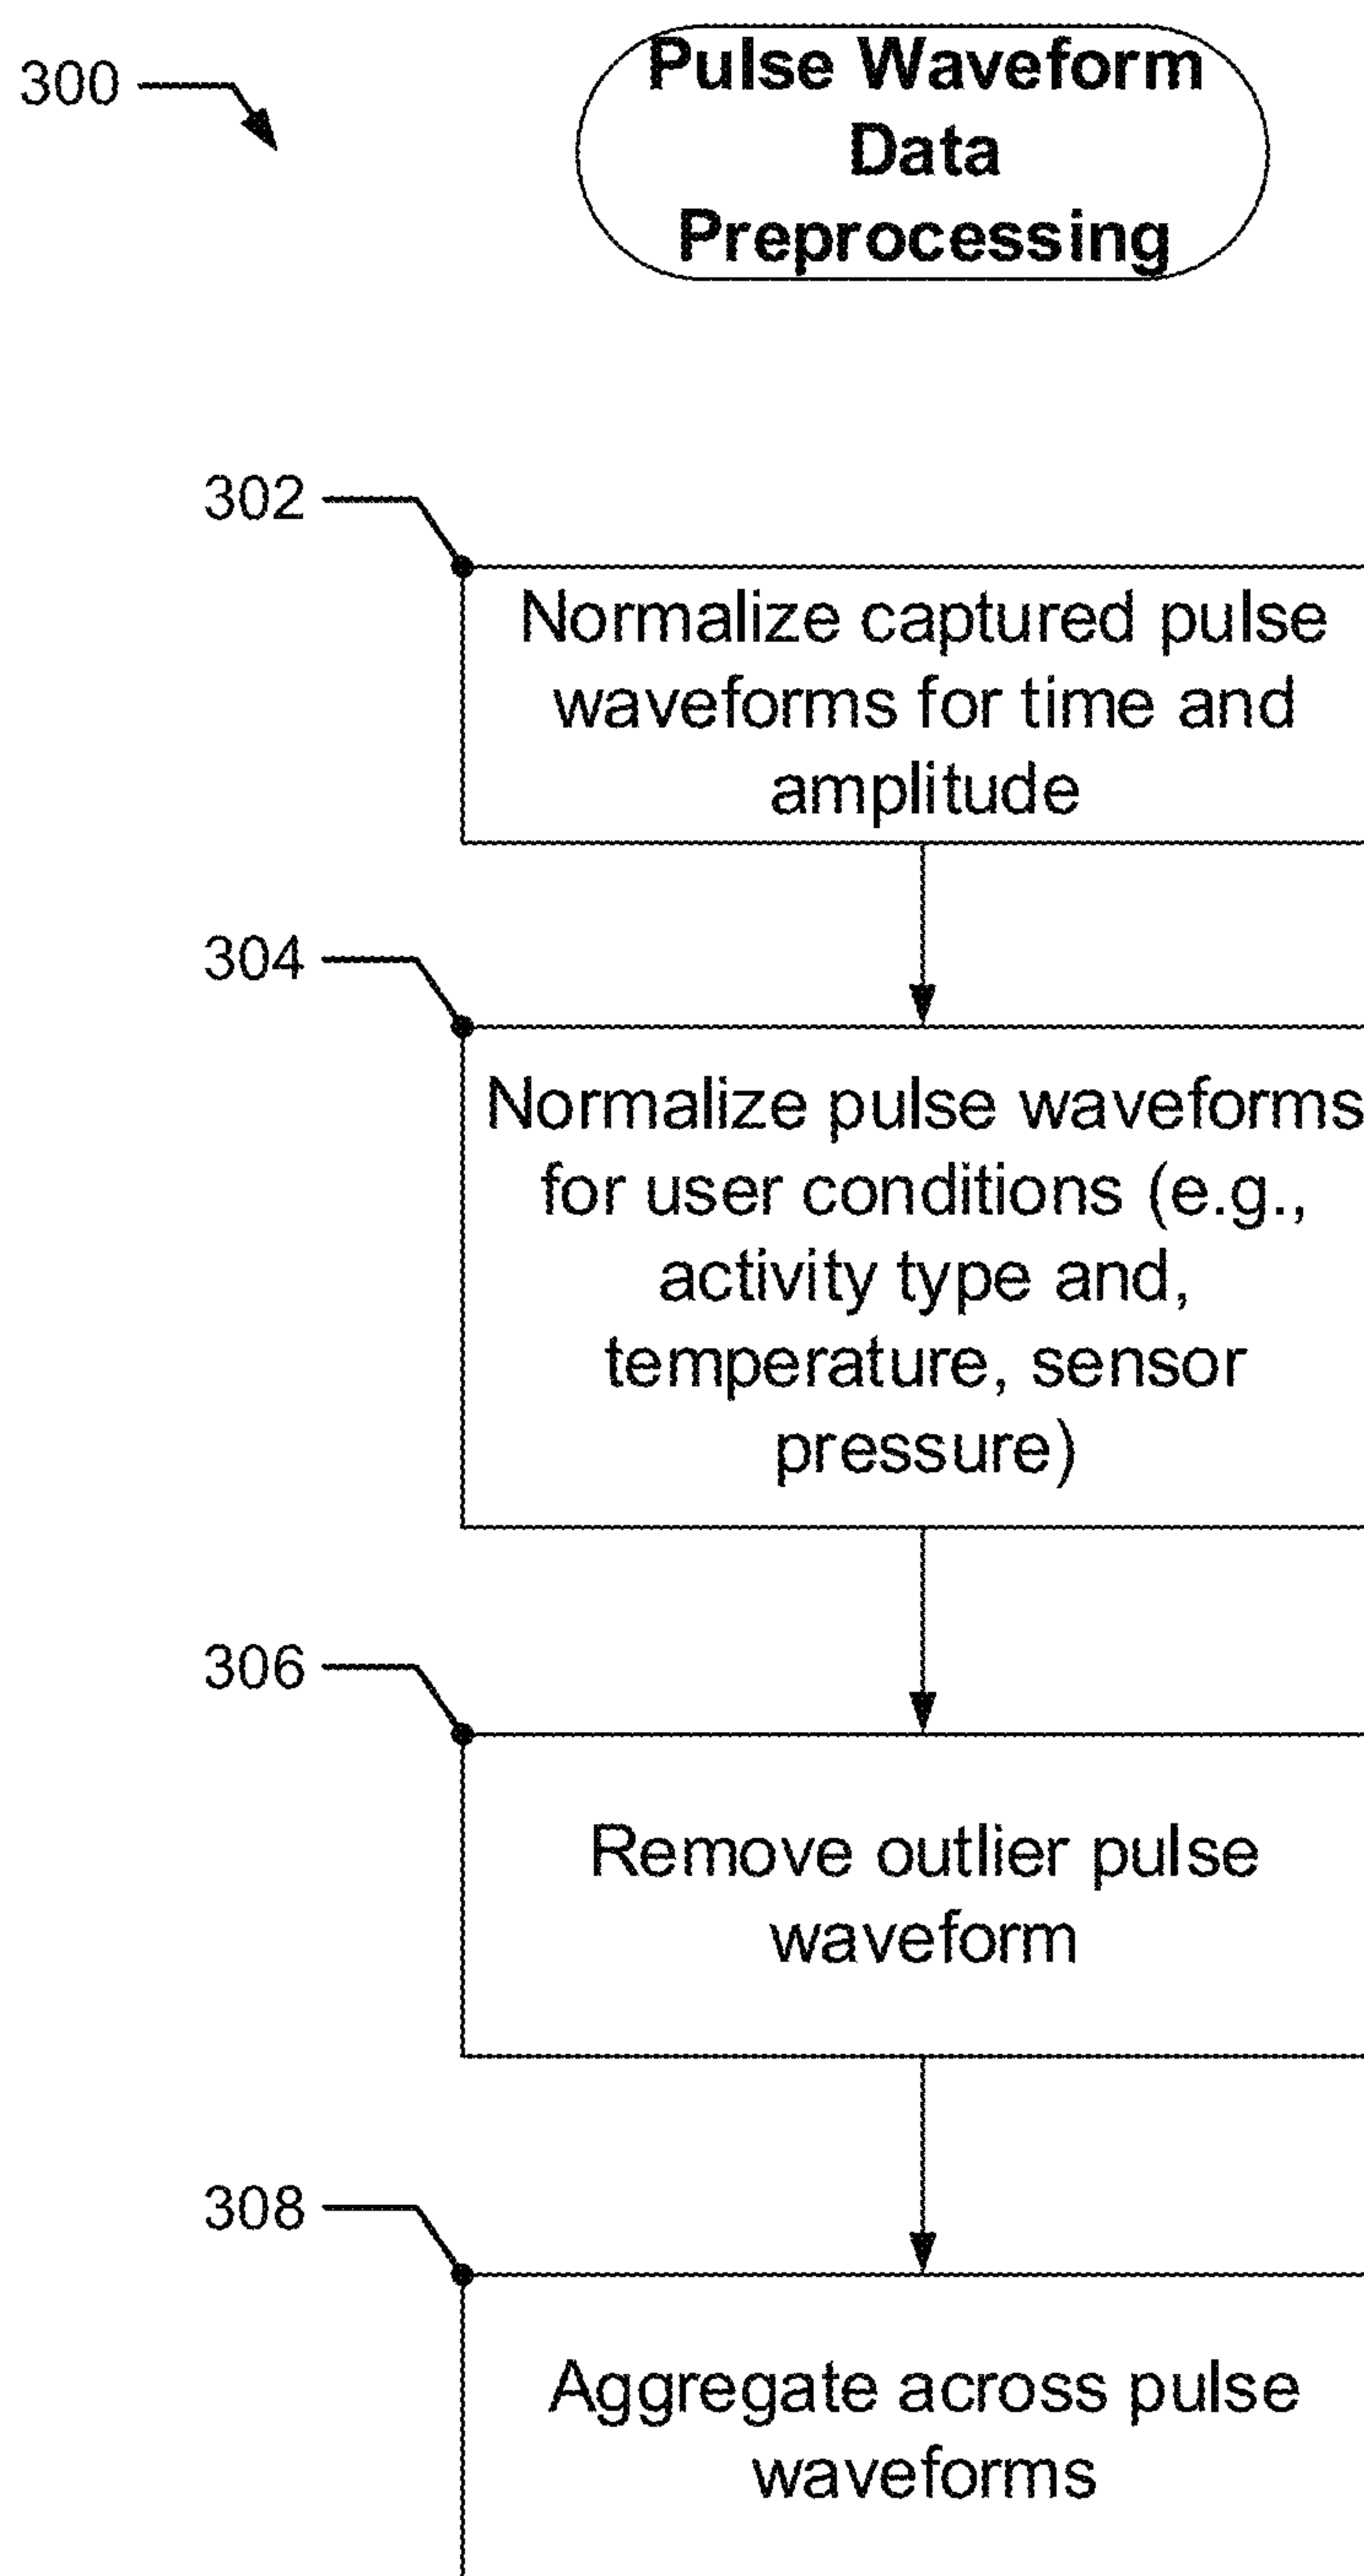 300
Pulse Waveform
Data
Preprocessing
302
Normalize captured pulse
waveforms for time and
amplitude
304
Normalize pulse waveforms
for user conditions (e.g.,
activity type and,
temperature, sensor
pressure)
306
Remove outlier pulse
waveform
308
Aggregate across pulse
waveforms